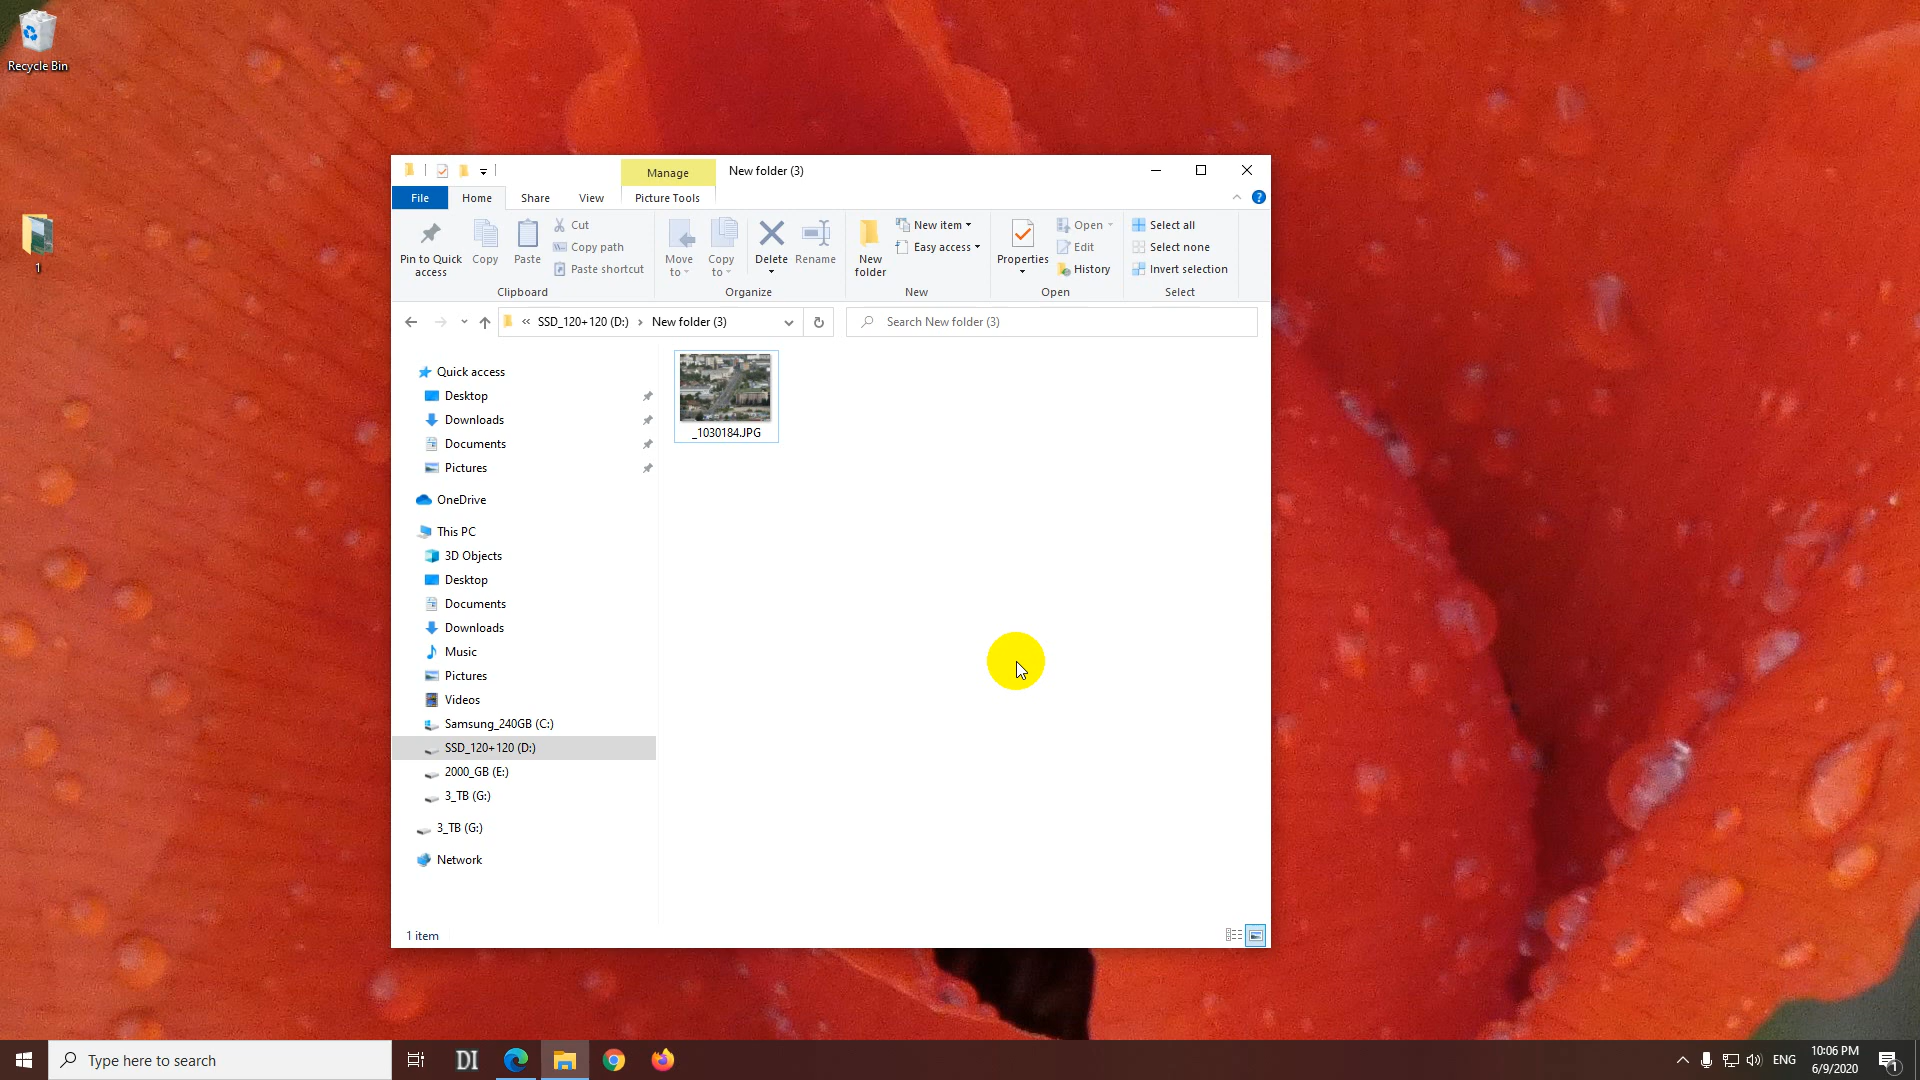 Recycle Bin
1
Manage
New folder (3)
File
Home
Share
View
Picture Tools
Pin to Quick access
Copy
Paste
Cut
Copy path
Paste shortcut
Clipboard
Move to
Copy to
Delete
Rename
Organize
New folder
New item
Easy access
New
Properties
Open
Edit
History
Open
Select all
Select none
Invert selection
Select
« SSD_120+120 (D:) › New folder (3)
Search New folder (3)
Quick access
Desktop
Downloads
Documents
Pictures
OneDrive
This PC
3D Objects
Desktop
Documents
Downloads
Music
Pictures
Videos
Samsung_240GB (C:)
SSD_120+120 (D:)
2000_GB (E:)
3_TB (G:)
3_TB (G:)
Network
_1030184.JPG
1 item
Type here to search
DI
ENG
10:06 PM
6/9/2020
1